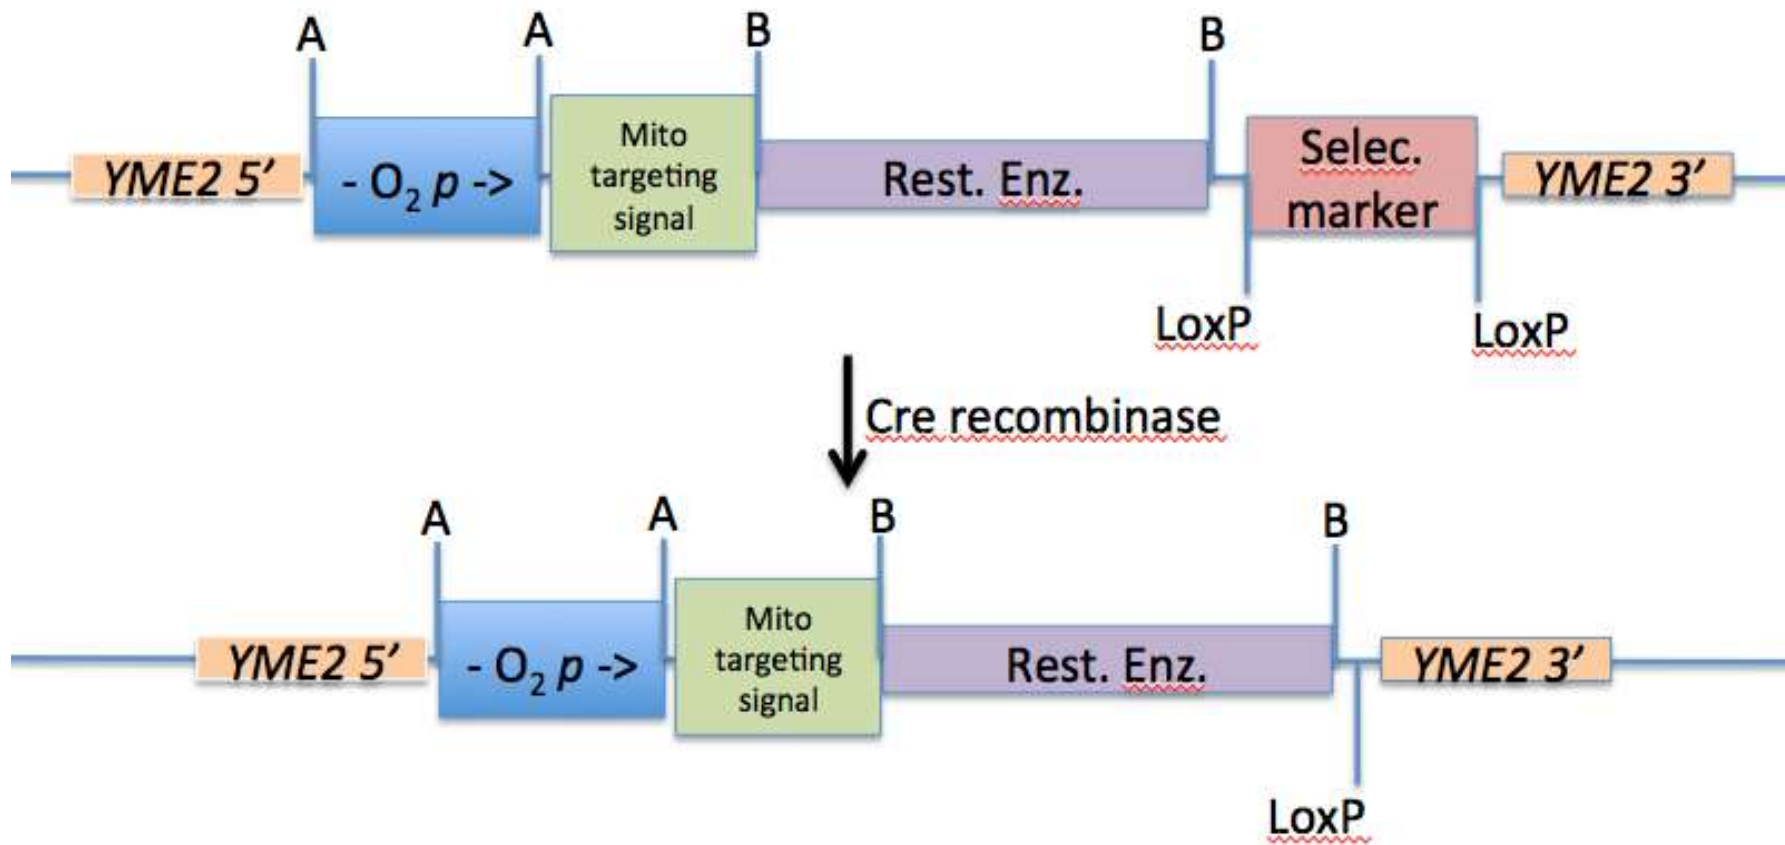 A A B B
YME2 5’ - O₂ p -> Mito targeting signal Rest. Enz. Selec. marker YME2 3’
LoxP LoxP
Cre recombinase
A A B B
YME2 5’ - O₂ p -> Mito targeting signal Rest. Enz. YME2 3’
LoxP